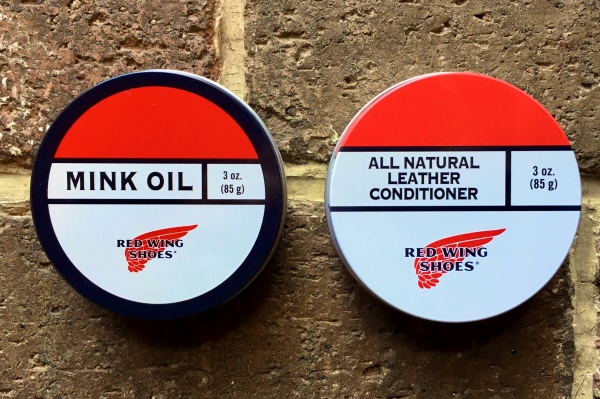 MINK OIL
3 oz.
(85 g)
RED WING
SHOES®
ALL NATURAL
LEATHER
CONDITIONER
3 oz.
(85 g)
RED WING
SHOES®